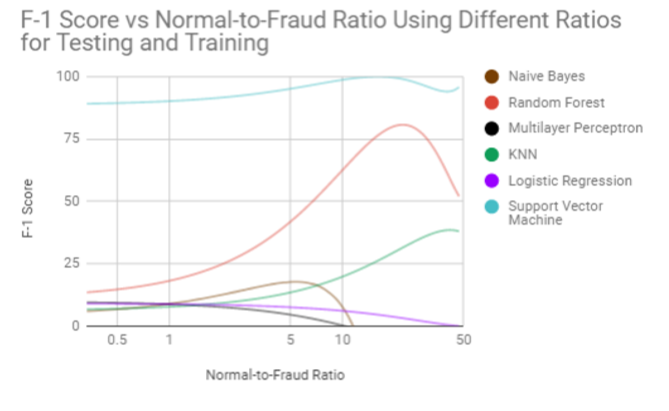 F-1 Score vs Normal-to-Fraud Ratio Using Different Ratios
for Testing and Training
100
75
50
25
0
F-1 Score
0.5
1
5
10
50
Normal-to-Fraud Ratio
Naive Bayes
Random Forest
Multilayer Perceptron
KNN
Logistic Regression
Support Vector
Machine